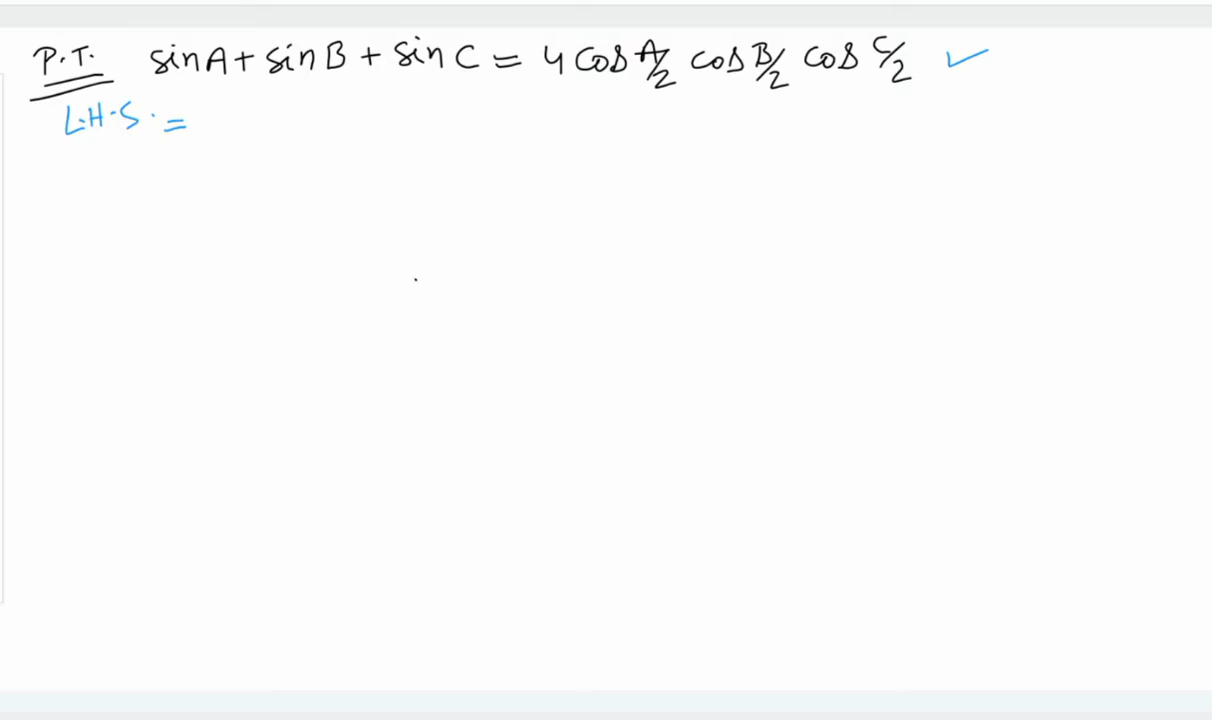 P.T. sinA + sinB + sinC = 4 cos A/2 cos B/2 cos C/2 ✓
L.H.S. =